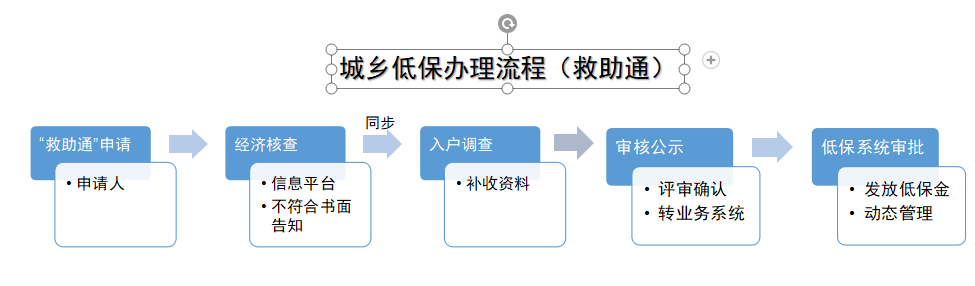 城乡低保办理流程（救助通）
同步
“救助通”申请
• 申请人
经济核查
• 信息平台
• 不符合书面
告知
入户调查
• 补收资料
审核公示
• 评审确认
• 转业务系统
低保系统审批
• 发放低保金
• 动态管理